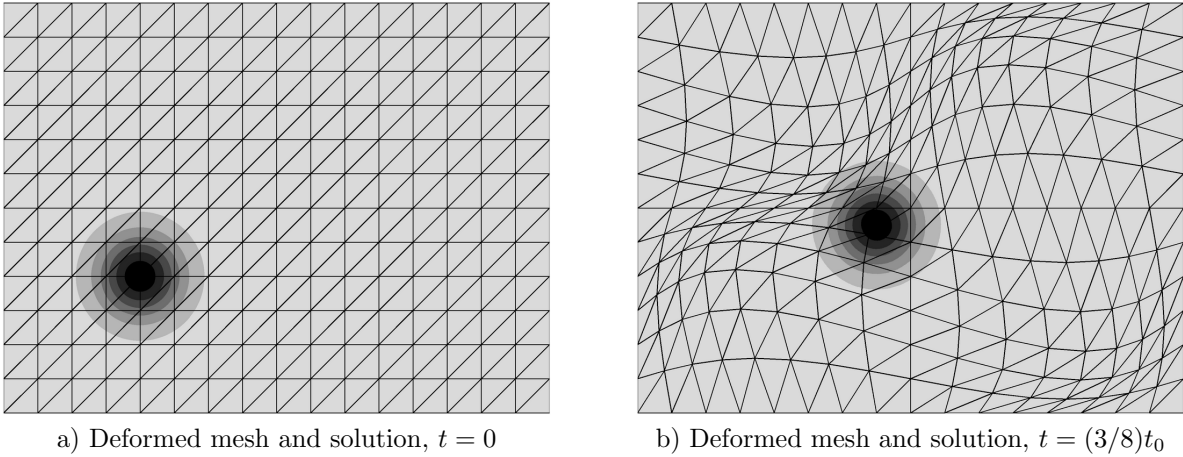 a) Deformed mesh and solution, t = 0
b) Deformed mesh and solution, t = (3/8)t₀